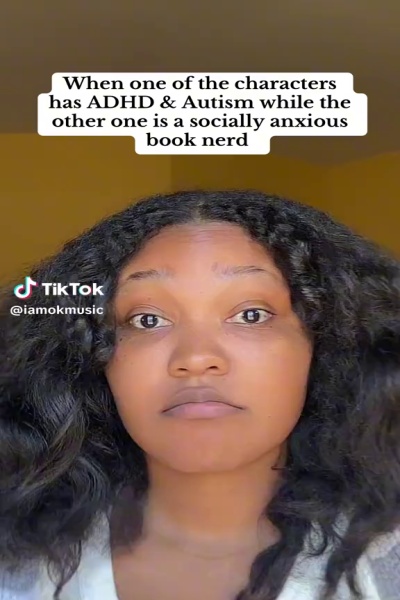 When one of the characters
has ADHD & Autism while the
other one is a socially anxious
book nerd
TikTok
@iamokmusic